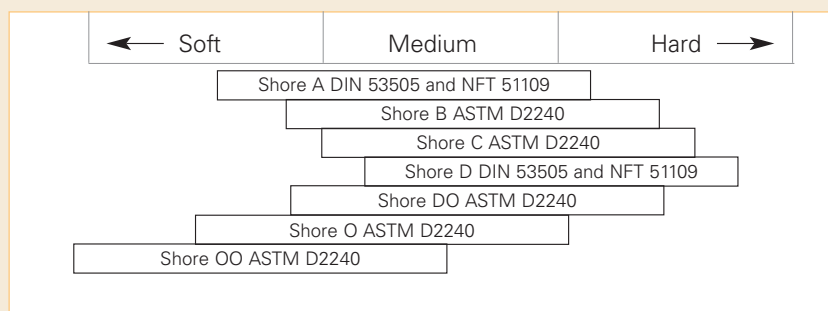 Soft Medium Hard
Shore A DIN 53505 and NFT 51109
Shore B ASTM D2240
Shore C ASTM D2240
Shore D DIN 53505 and NFT 51109
Shore DO ASTM D2240
Shore O ASTM D2240
Shore OO ASTM D2240